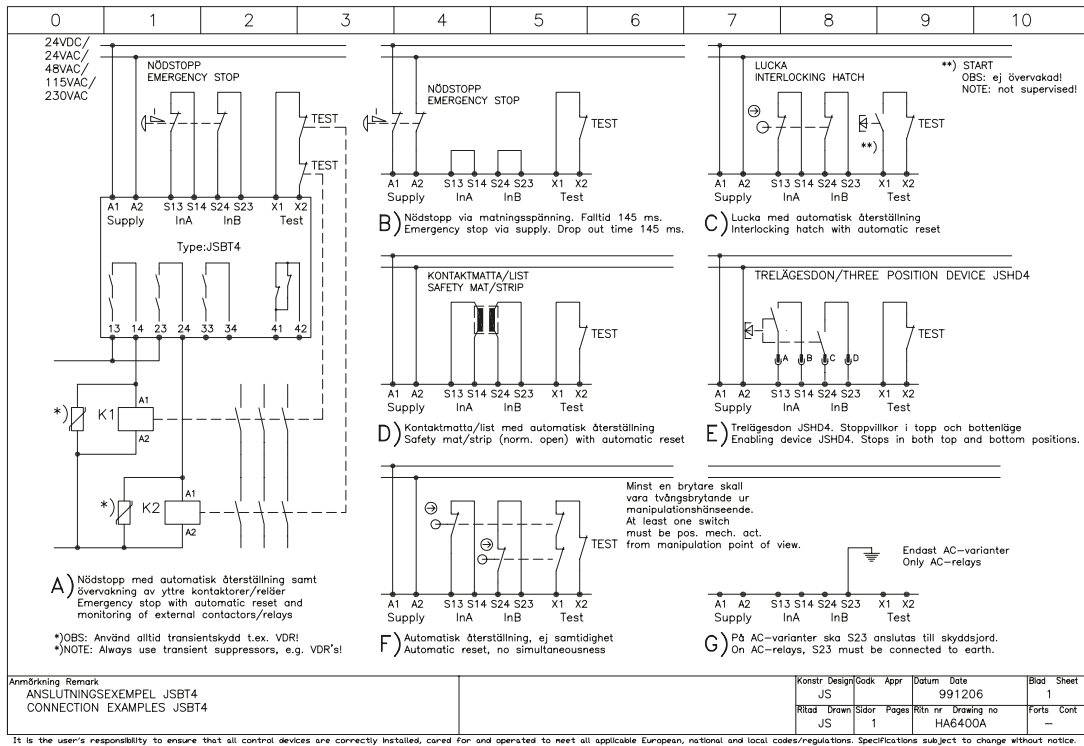 0 1 2 3 4 5 6 7 8 9 10
24VDC/
24VAC/
48VAC/
115VAC/
230VAC
NÖDSTOPP
EMERGENCY STOP
TEST
TEST
A1 A2 S13 S14 S24 S23 X1 X2
Supply InA InB Test
Type:JSBT4
13 14 23 24 33 34 41 42
*) K1 A1
A2
*) K2 A1
A2
A) Nödstopp med automatisk återställning samt
övervakning av yttre kontaktorer/reläer
Emergency stop with automatic reset and
monitoring of external contactors/relays
*)OBS: Använd alltid transientskydd t.ex. VDR!
*)NOTE: Always use transient suppressors, e.g. VDR's!
NÖDSTOPP
EMERGENCY STOP
TEST
A1 A2 S13 S14 S24 S23 X1 X2
Supply InA InB Test
B) Nödstopp via matningsspänning. Falltid 145 ms.
Emergency stop via supply. Drop out time 145 ms.
LUCKA
INTERLOCKING HATCH
**) START
OBS: ej övervakad!
NOTE: not supervised!
TEST
**)
A1 A2 S13 S14 S24 S23 X1 X2
Supply InA InB Test
C) Lucka med automatisk återställning
Interlocking hatch with automatic reset
KONTAKTMATTA/LIST
SAFETY MAT/STRIP
TEST
A1 A2 S13 S14 S24 S23 X1 X2
Supply InA InB Test
D) Kontaktmatta/list med automatisk återställning
Safety mat/strip (norm. open) with automatic reset
TRELÄGESDON/THREE POSITION DEVICE JSHD4
TEST
A B C D
A1 A2 S13 S14 S24 S23 X1 X2
Supply InA InB Test
E) Trelägesdon JSHD4. Stoppvillkor i topp och bottenläge
Enabling device JSHD4. Stops in both top and bottom positions.
Minst en brytare skall
vara tvångsbrytande ur
manipulationshänseende.
At least one switch
must be pos. mech. act.
from manipulation point of view.
TEST
A1 A2 S13 S14 S24 S23 X1 X2
Supply InA InB Test
F) Automatisk återställning, ej samtidighet
Automatic reset, no simultaneousness
Endast AC-varianter
Only AC-relays
A1 A2 S13 S14 S24 S23 X1 X2
Supply InA InB Test
G) På AC-varianter ska S23 anslutas till skyddsjord.
On AC-relays, S23 must be connected to earth.
Anmörkning Remark
ANSLUTNINGSEXEMPEL JSBT4
CONNECTION EXAMPLES JSBT4
Konstr Design Godk Appr Datum Date Blad Sheet
JS 991206 1
Ritad Drawn Sidor Pages Ritn nr Drawing no Forts Cont
JS 1 HA6400A –
It is the user's responsibility to ensure that all control devices are correctly installed, cared for and operated to meet all applicable European, national and local codes/regulations. Specifications subject to change without notice.